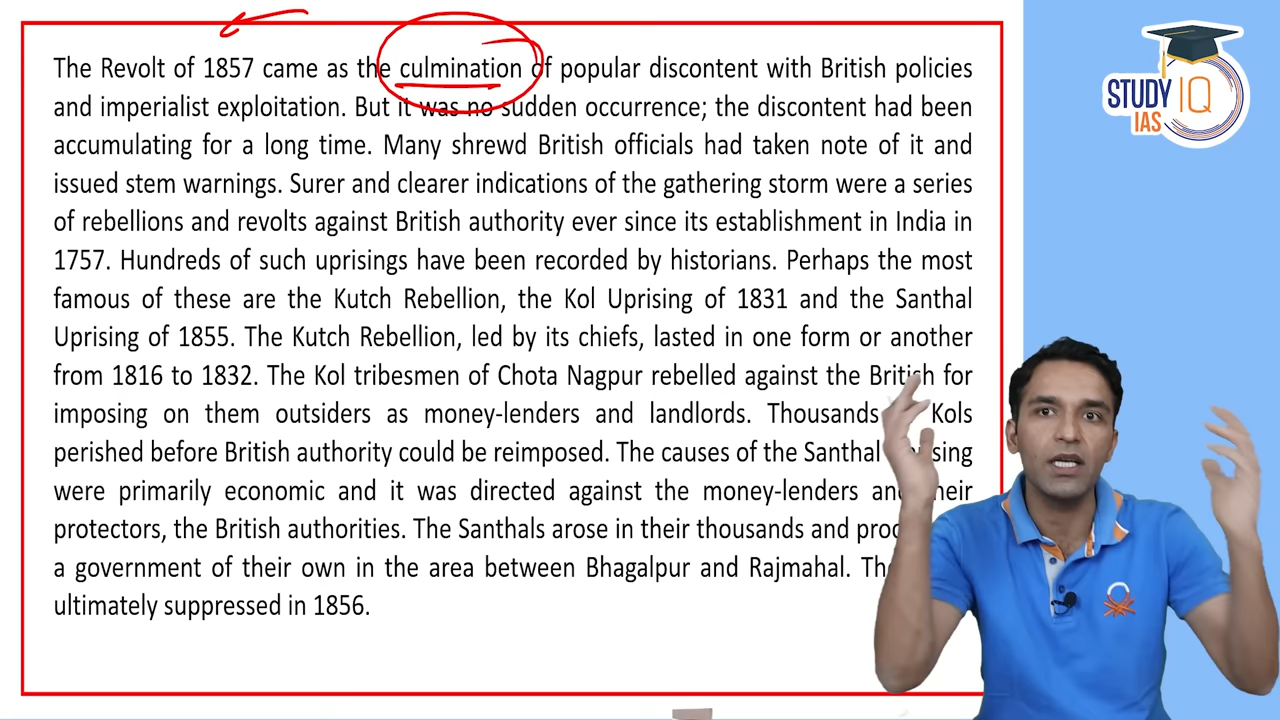 The Revolt of 1857 came as the culmination of popular discontent with British policies
and imperialist exploitation. But it was no sudden occurrence; the discontent had been
accumulating for a long time. Many shrewd British officials had taken note of it and
issued stem warnings. Surer and clearer indications of the gathering storm were a series
of rebellions and revolts against British authority ever since its establishment in India in
1757. Hundreds of such uprisings have been recorded by historians. Perhaps the most
famous of these are the Kutch Rebellion, the Kol Uprising of 1831 and the Santhal
Uprising of 1855. The Kutch Rebellion, led by its chiefs, lasted in one form or another
from 1816 to 1832. The Kol tribesmen of Chota Nagpur rebelled against the British for
imposing on them outsiders as money-lenders and landlords. Thousands Kols
perished before British authority could be reimposed. The causes of the Santhal
were primarily economic and it was directed against the money-lenders and their
protectors, the British authorities. The Santhals arose in their thousands and
a government of their own in the area between Bhagalpur and Rajmahal.
ultimately suppressed in 1856.
STUDY IQ
IAS